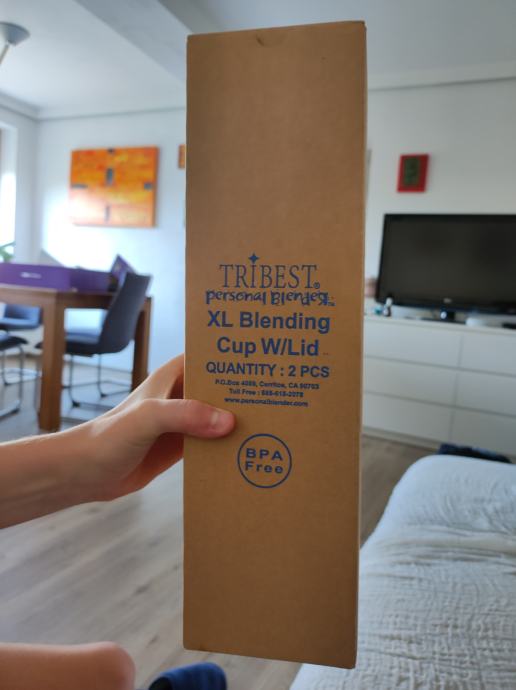 TRIBEST®
Personal Blender™
XL Blending
Cup W/Lid
QUANTITY : 2 PCS
P.O.Box 4089, Cerritos, CA 90703
Toll Free : 888-618-2078
www.personalblender.com
BPA
Free